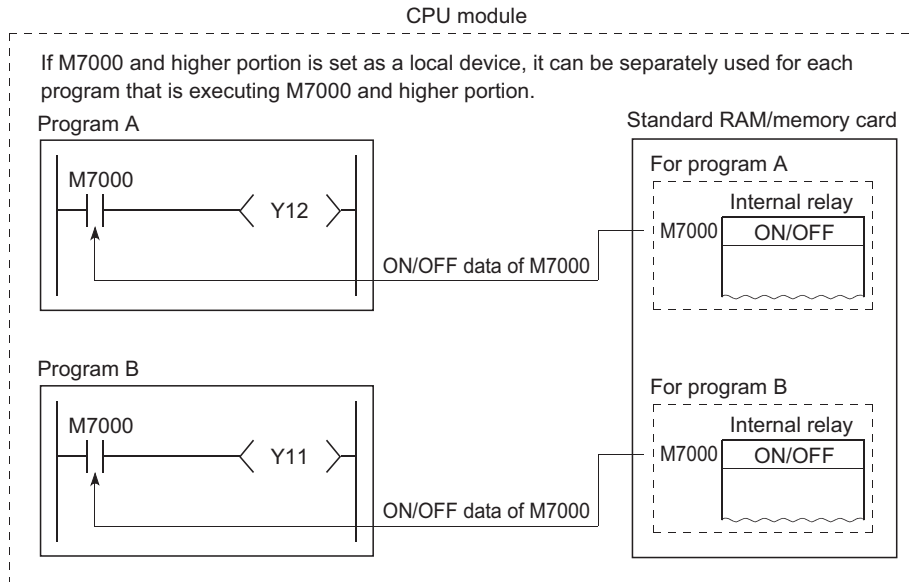 CPU module
If M7000 and higher portion is set as a local device, it can be separately used for each
program that is executing M7000 and higher portion.
Program A
Standard RAM/memory card
For program A
M7000
Internal relay
Y12
M7000
ON/OFF
ON/OFF data of M7000
Program B
For program B
M7000
Internal relay
Y11
M7000
ON/OFF
ON/OFF data of M7000